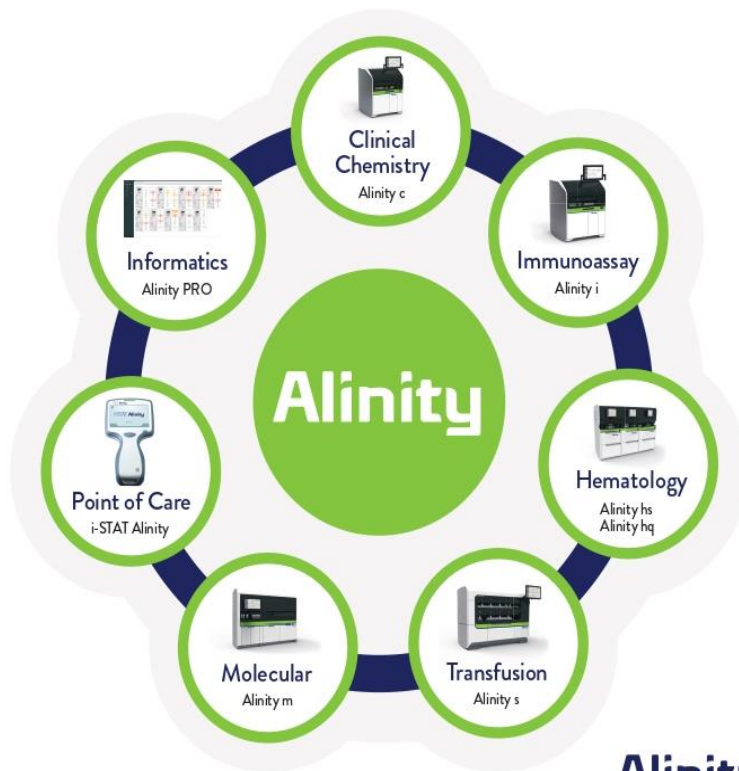 Clinical
Chemistry
Alinity c
Immunoassay
Alinity i
Hematology
Alinity hs
Alinity hq
Transfusion
Alinity s
Molecular
Alinity m
Point of Care
i-STAT Alinity
Informatics
Alinity PRO
Alinity